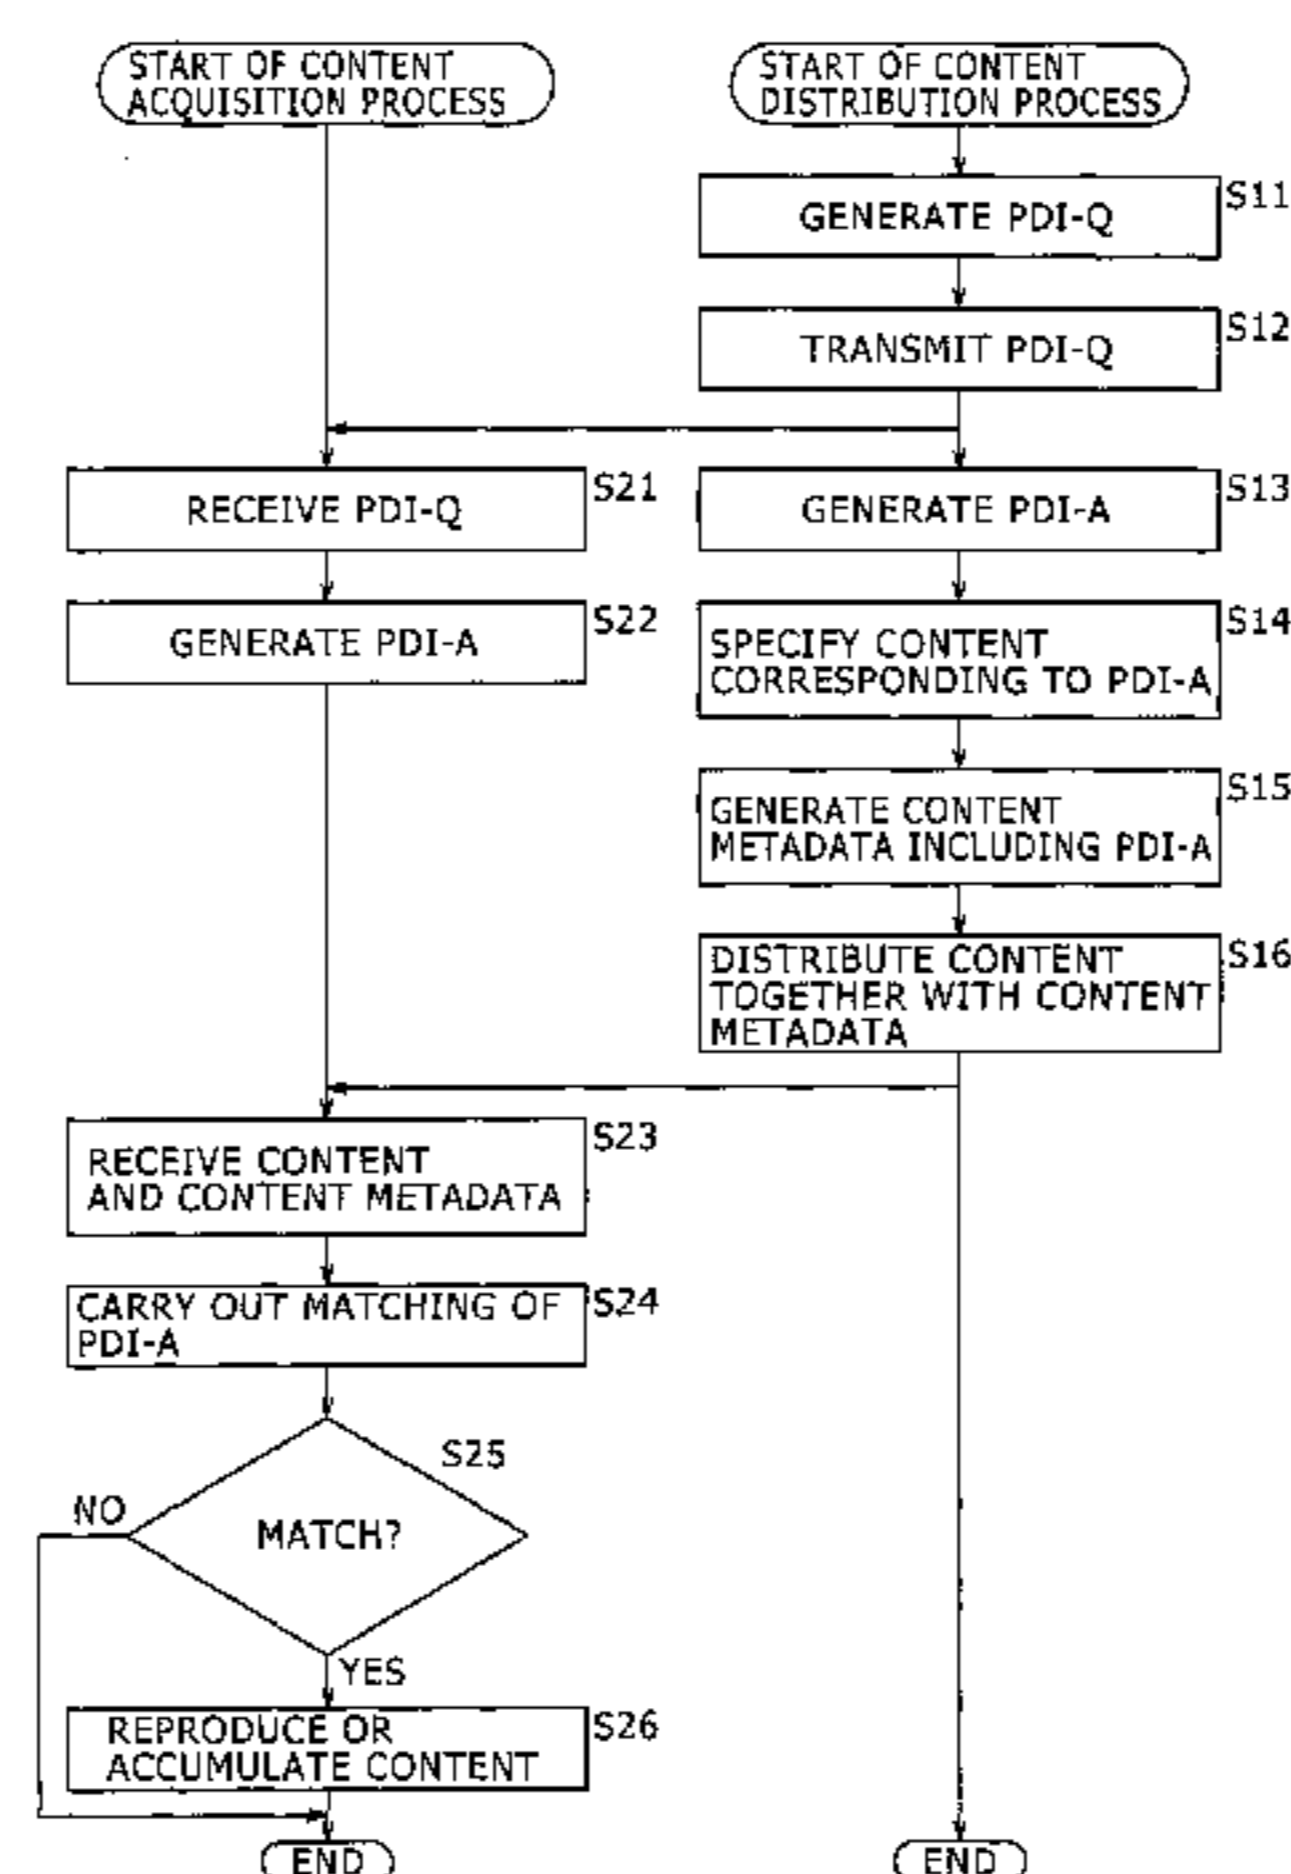 START OF CONTENT
ACQUISITION PROCESS
START OF CONTENT
DISTRIBUTION PROCESS
GENERATE PDI-Q
S11
TRANSMIT PDI-Q
S12
RECEIVE PDI-Q
S21
GENERATE PDI-A
S13
GENERATE PDI-A
S22
SPECIFY CONTENT
CORRESPONDING TO PDI-A
S14
GENERATE CONTENT
METADATA INCLUDING PDI-A
S15
DISTRIBUTE CONTENT
TOGETHER WITH CONTENT
METADATA
S16
RECEIVE CONTENT
AND CONTENT METADATA
S23
CARRY OUT MATCHING OF
PDI-A
S24
S25
NO
MATCH?
YES
REPRODUCE OR
ACCUMULATE CONTENT
S26
END
END